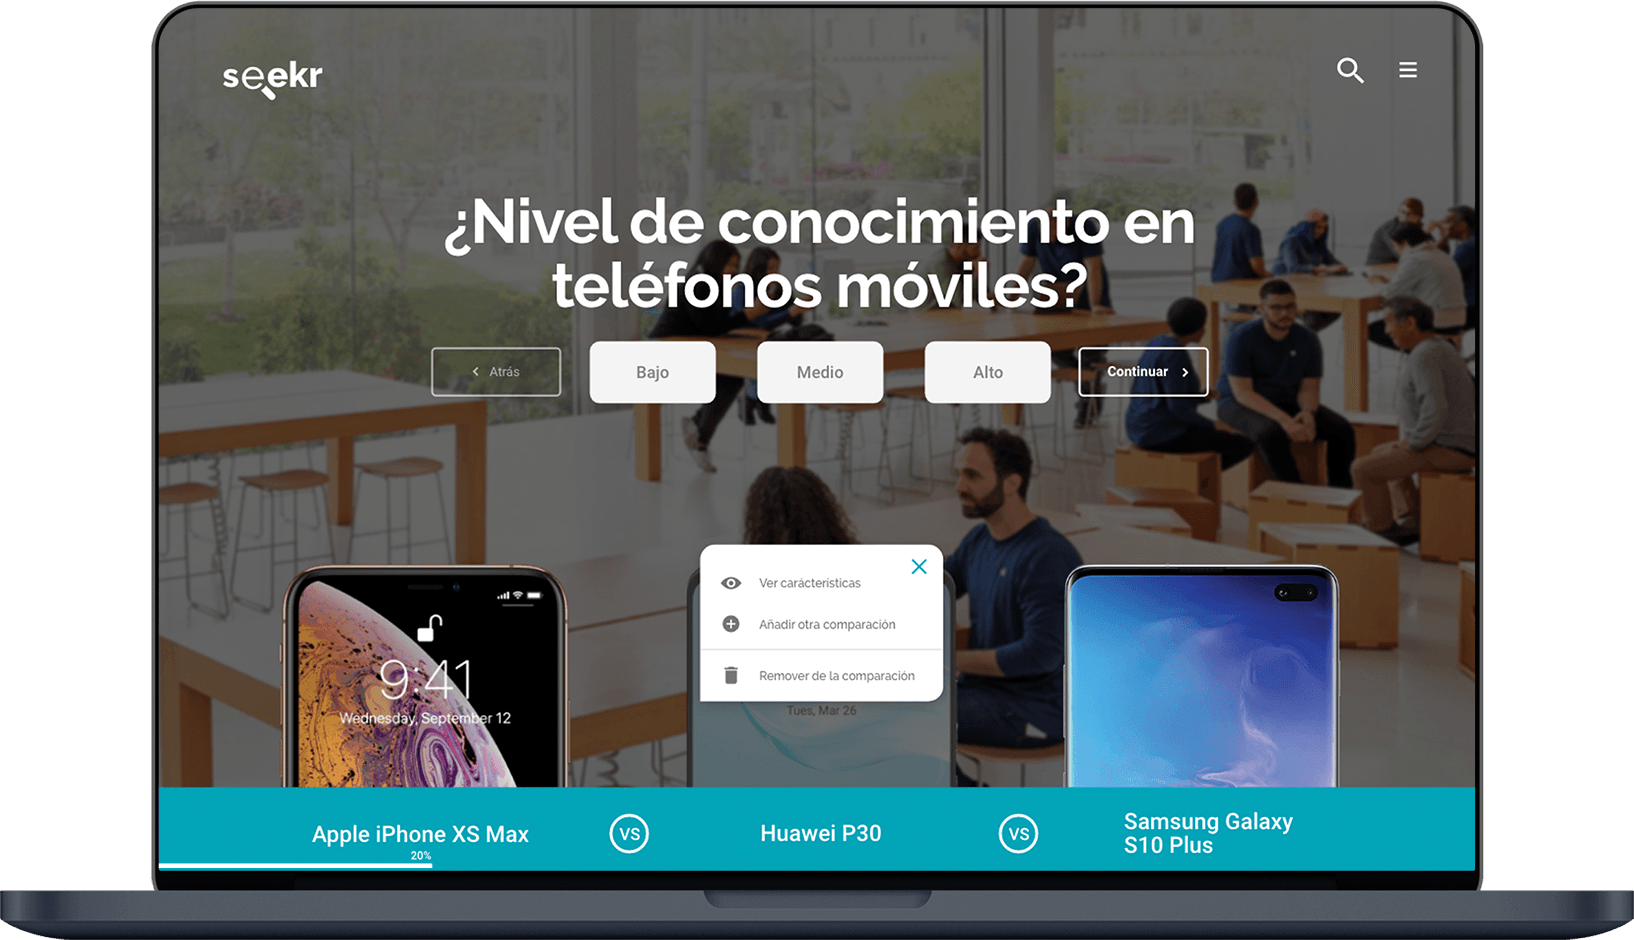 seekr
¿Nivel de conocimiento en
teléfonos móviles?
Atrás
Bajo
Medio
Alto
Continuar
Ver carácterísticas
Añadir otra comparación
Remover de la comparación
9:41
Wednesday, September 12
Tues, Mar 26
Apple iPhone XS Max
VS
Huawei P30
VS
Samsung Galaxy
S10 Plus
20%